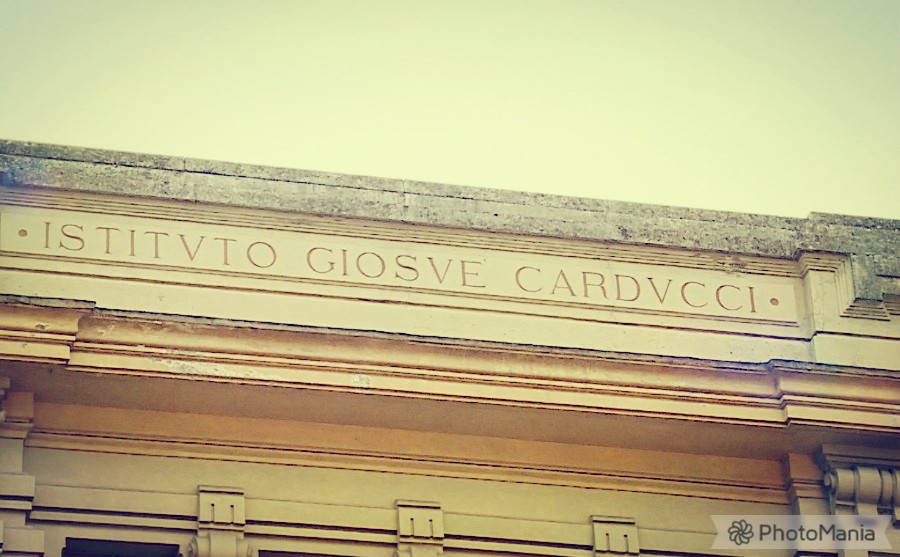 • ISTITVTO GIOSVE' CARDVCCI •
PhotoMania